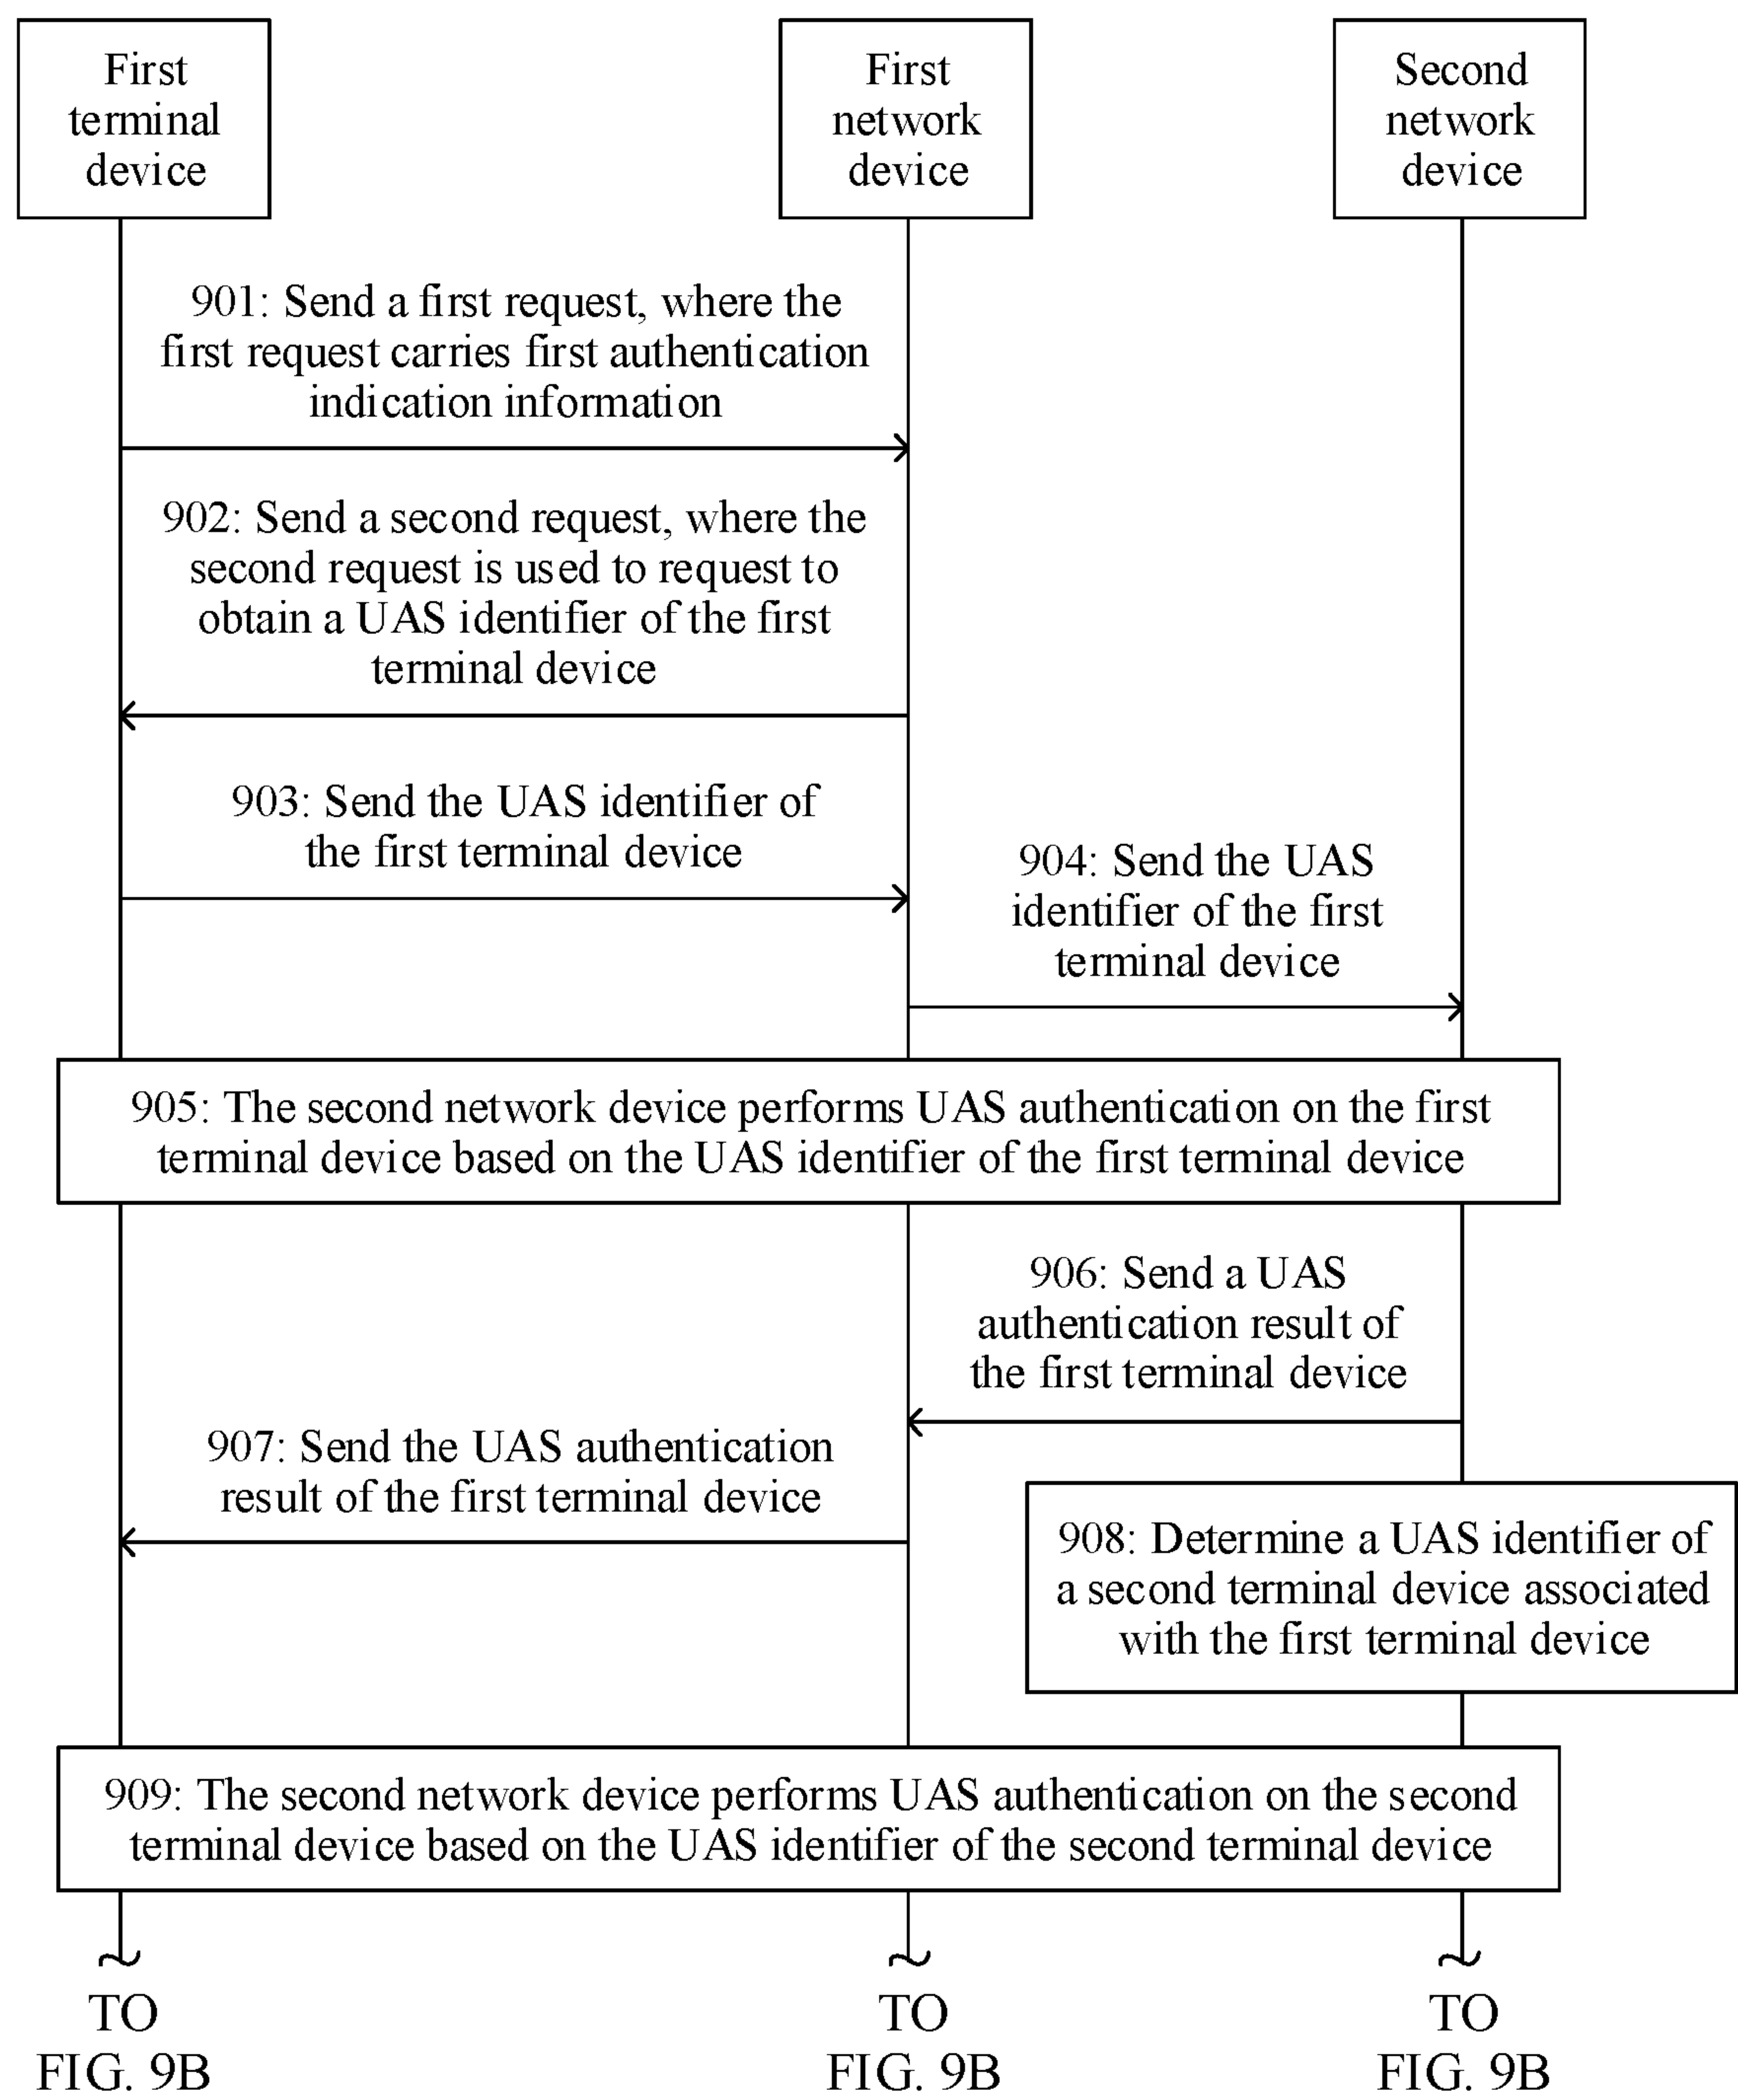 First
terminal
device
First
network
device
Second
network
device
901: Send a first request, where the
first request carries first authentication
indication information
902: Send a second request, where the
second request is used to request to
obtain a UAS identifier of the first
terminal device
903: Send the UAS identifier of
the first terminal device
904: Send the UAS
identifier of the first
terminal device
905: The second network device performs UAS authentication on the first
terminal device based on the UAS identifier of the first terminal device
906: Send a UAS
authentication result of
the first terminal device
907: Send the UAS authentication
result of the first terminal device
908: Determine a UAS identifier of
a second terminal device associated
with the first terminal device
909: The second network device performs UAS authentication on the second
terminal device based on the UAS identifier of the second terminal device
TO
FIG. 9B
TO
FIG. 9B
TO
FIG. 9B